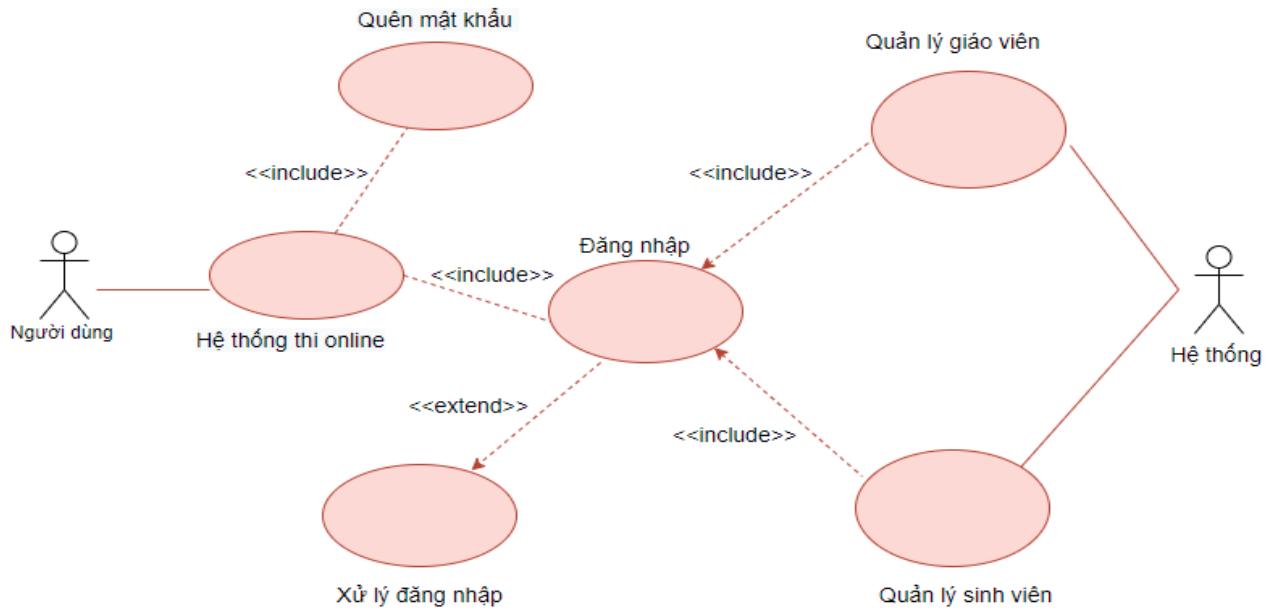 Quên mật khẩu
Quản lý giáo viên
<<include>>
<<include>>
Đăng nhập
<<include>>
Người dùng
Hệ thống thi online
Hệ thống
<<extend>>
<<include>>
Xử lý đăng nhập
Quản lý sinh viên